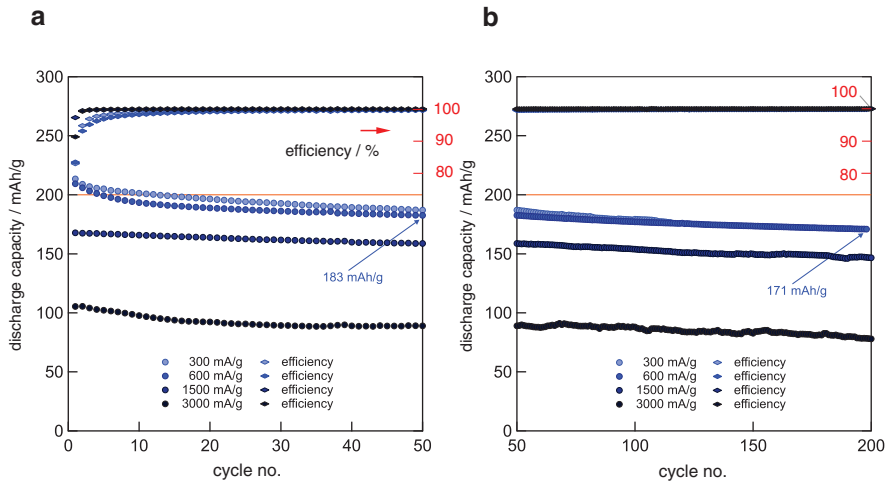 a
300
250
200
150
100
50
0
discharge capacity / mAh/g
0
10
20
30
40
50
cycle no.
100
90
80
efficiency / %
183 mAh/g
300 mA/g efficiency
600 mA/g efficiency
1500 mA/g efficiency
3000 mA/g efficiency
b
300
250
200
150
100
50
0
discharge capacity / mAh/g
50
100
150
200
cycle no.
100
90
80
171 mAh/g
300 mA/g efficiency
600 mA/g efficiency
1500 mA/g efficiency
3000 mA/g efficiency